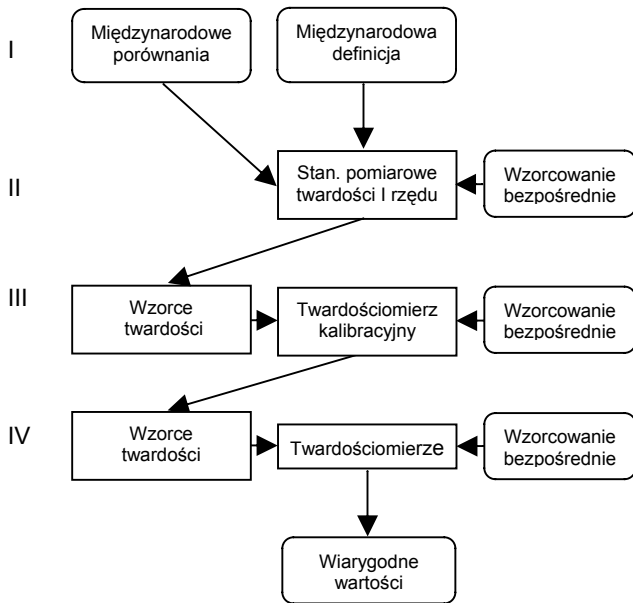 I
Międzynarodowe
porównania
Międzynarodowa
definicja
II
Stan. pomiarowe
twardości I rzędu
Wzorcowanie
bezpośrednie
III
Wzorce
twardości
Twardościomierz
kalibracyjny
Wzorcowanie
bezpośrednie
IV
Wzorce
twardości
Twardościomierze
Wzorcowanie
bezpośrednie
Wiarygodne
wartości